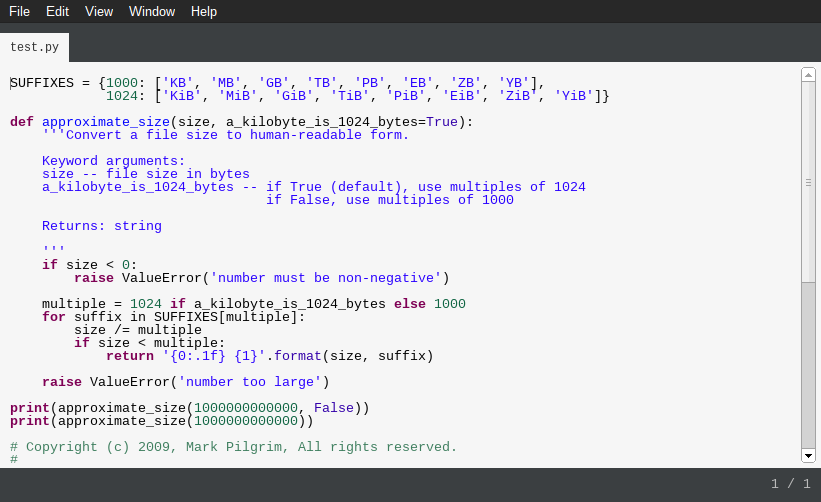 File Edit View Window Help
test.py
SUFFIXES = {1000: ['KB', 'MB', 'GB', 'TB', 'PB', 'EB', 'ZB', 'YB'],
            1024: ['KiB', 'MiB', 'GiB', 'TiB', 'PiB', 'EiB', 'ZiB', 'YiB']}
def approximate_size(size, a_kilobyte_is_1024_bytes=True):
    '''Convert a file size to human-readable form.
    Keyword arguments:
    size -- file size in bytes
    a_kilobyte_is_1024_bytes -- if True (default), use multiples of 1024
                                if False, use multiples of 1000
    Returns: string
    '''
    if size < 0:
        raise ValueError('number must be non-negative')
    multiple = 1024 if a_kilobyte_is_1024_bytes else 1000
    for suffix in SUFFIXES[multiple]:
        size /= multiple
        if size < multiple:
            return '{0:.1f} {1}'.format(size, suffix)
    raise ValueError('number too large')
print(approximate_size(1000000000000, False))
print(approximate_size(1000000000000))
# Copyright (c) 2009, Mark Pilgrim, All rights reserved.
#
1 / 1